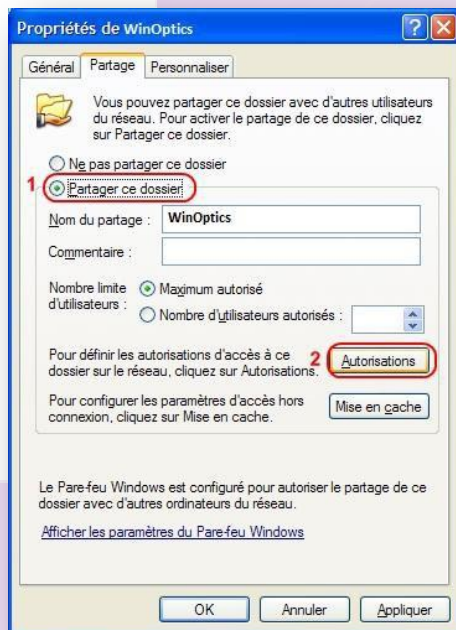 Propriétés de WinOptics
Général Partage Personnaliser
Vous pouvez partager ce dossier avec d'autres utilisateurs
du réseau. Pour activer le partage de ce dossier, cliquez
sur Partager ce dossier.
Ne pas partager ce dossier
1 Partager ce dossier
Nom du partage : WinOptics
Commentaire :
Nombre limite
d'utilisateurs :
Maximum autorisé
Nombre d'utilisateurs autorisés :
Pour définir les autorisations d'accès à ce
dossier sur le réseau, cliquez sur Autorisations.
2 Autorisations
Pour configurer les paramètres d'accès hors
connexion, cliquez sur Mise en cache.
Mise en cache
Le Pare-feu Windows est configuré pour autoriser le partage de ce
dossier avec d'autres ordinateurs du réseau.
Afficher les paramètres du Pare-feu Windows
OK Annuler Appliquer